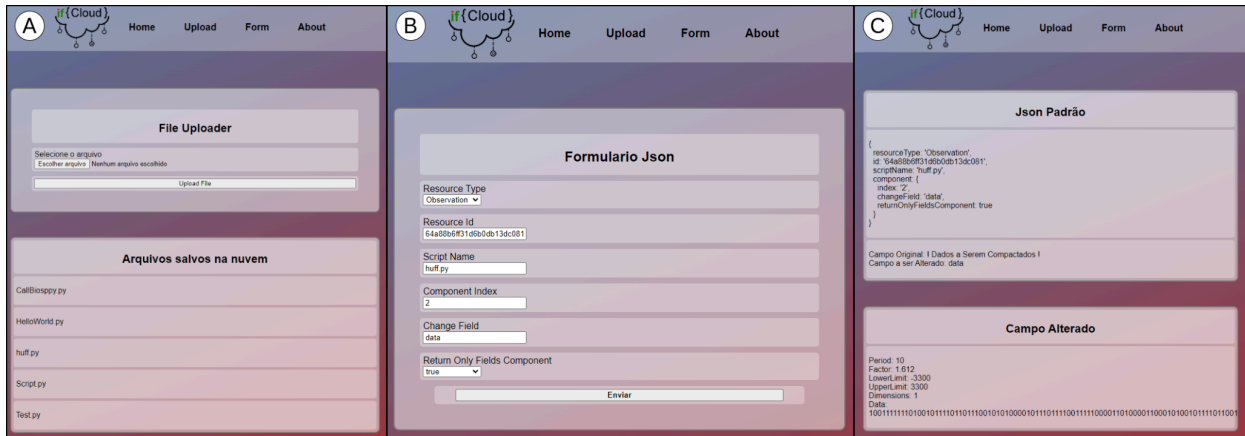 A
if{Cloud}
Home Upload Form About
File Uploader
Selecione o arquivo
Escolher arquivo Nenhum arquivo escolhido
Upload File
Arquivos salvos na nuvem
CallBiosppy.py
HelloWorld.py
huff.py
Script.py
Test.py
B
if{Cloud}
Home Upload Form About
Formulario Json
Resource Type
Observation
Resource Id
64a88b6ff31d6b0db13dc081
Script Name
huff.py
Component Index
2
Change Field
data
Return Only Fields Component
true
Enviar
C
if{Cloud}
Home Upload Form About
Json Padrão
{
resourceType: 'Observation',
id: '64a88b6ff31d6b0db13dc081',
scriptName: 'huff.py',
component: {
index: '2',
changeField: 'data',
returnOnlyFieldsComponent: true
}
}
Campo Original: ! Dados a Serem Compactados !
Campo a ser Alterado: data
Campo Alterado
Period: 10
Factor: 1.612
LowerLimit: -3300
UpperLimit: 3300
Dimensions: 1
Data: